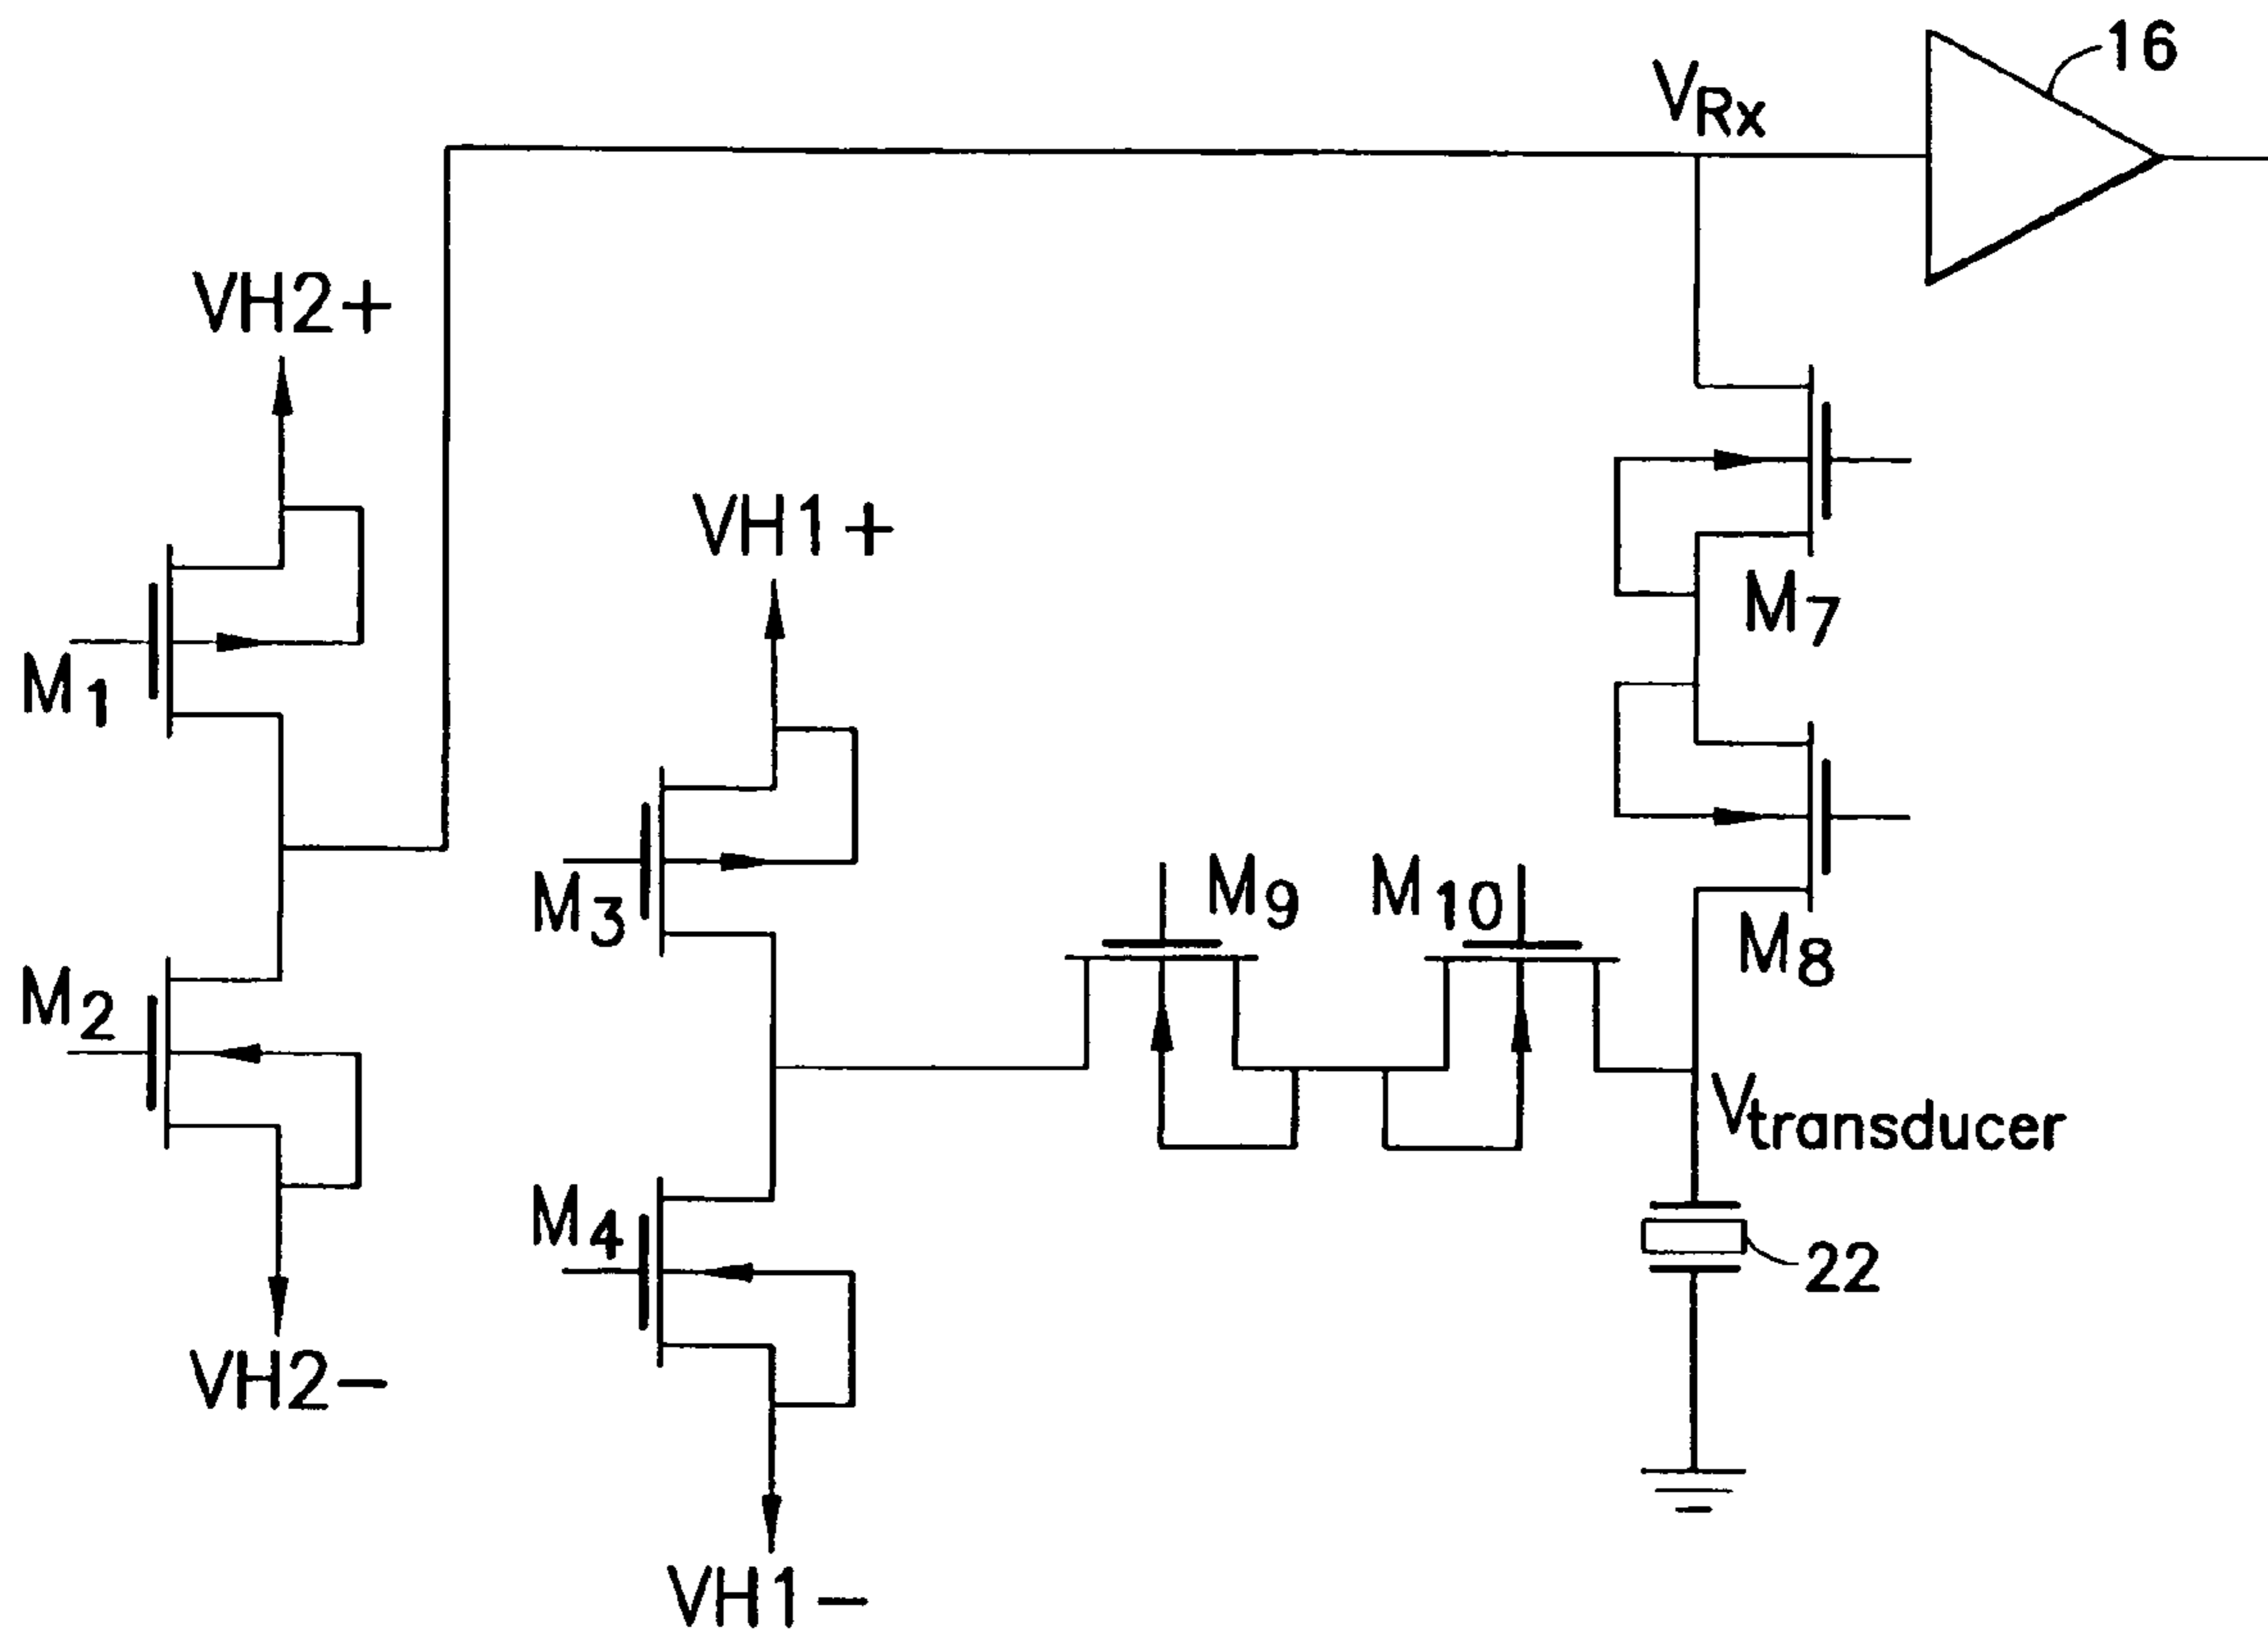 16
VRx
VH2+
VH1+
M1
M7
M3
M9
M10
M2
M8
Vtransducer
M4
22
VH2-
VH1-